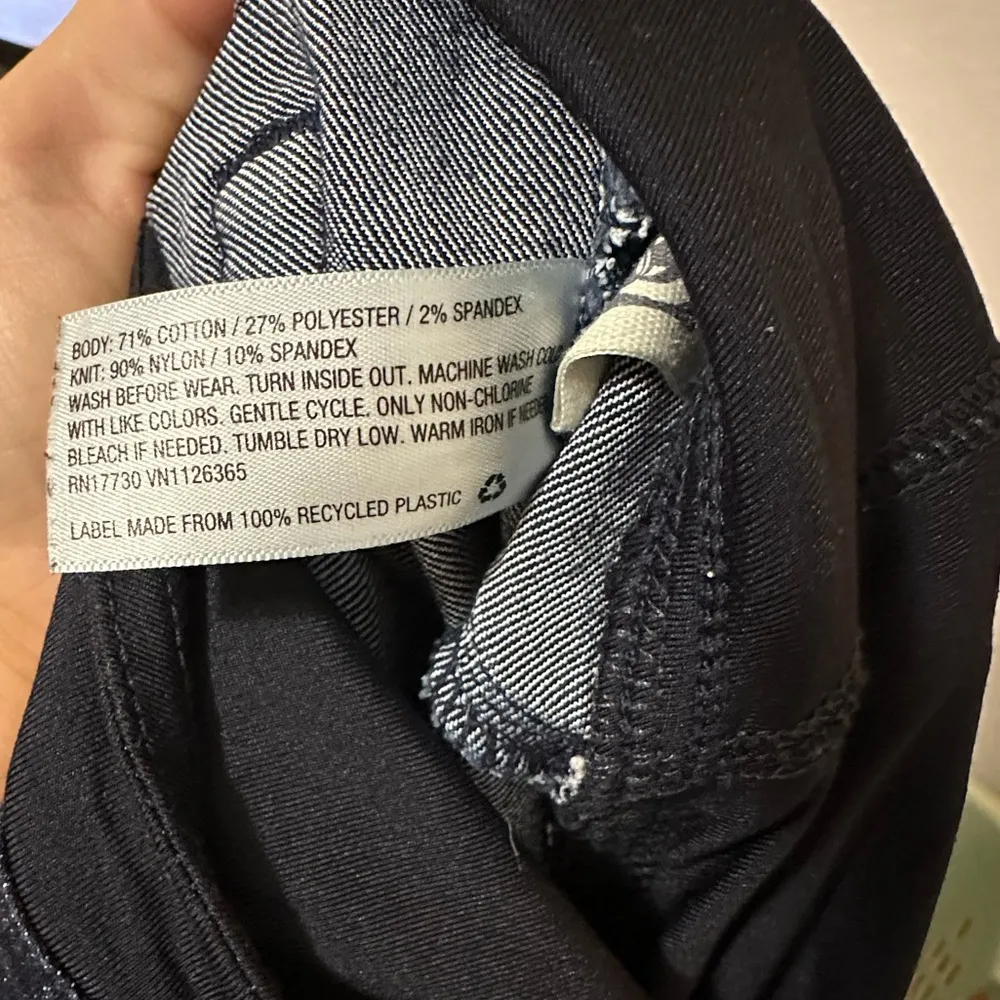 BODY: 71% COTTON / 27% POLYESTER / 2% SPANDEX
KNIT: 90% NYLON / 10% SPANDEX
WASH BEFORE WEAR. TURN INSIDE OUT. MACHINE WASH COLD
WITH LIKE COLORS. GENTLE CYCLE. ONLY NON-CHLORINE
BLEACH IF NEEDED. TUMBLE DRY LOW. WARM IRON IF NEEDED
RN17730 VN1126365
LABEL MADE FROM 100% RECYCLED PLASTIC